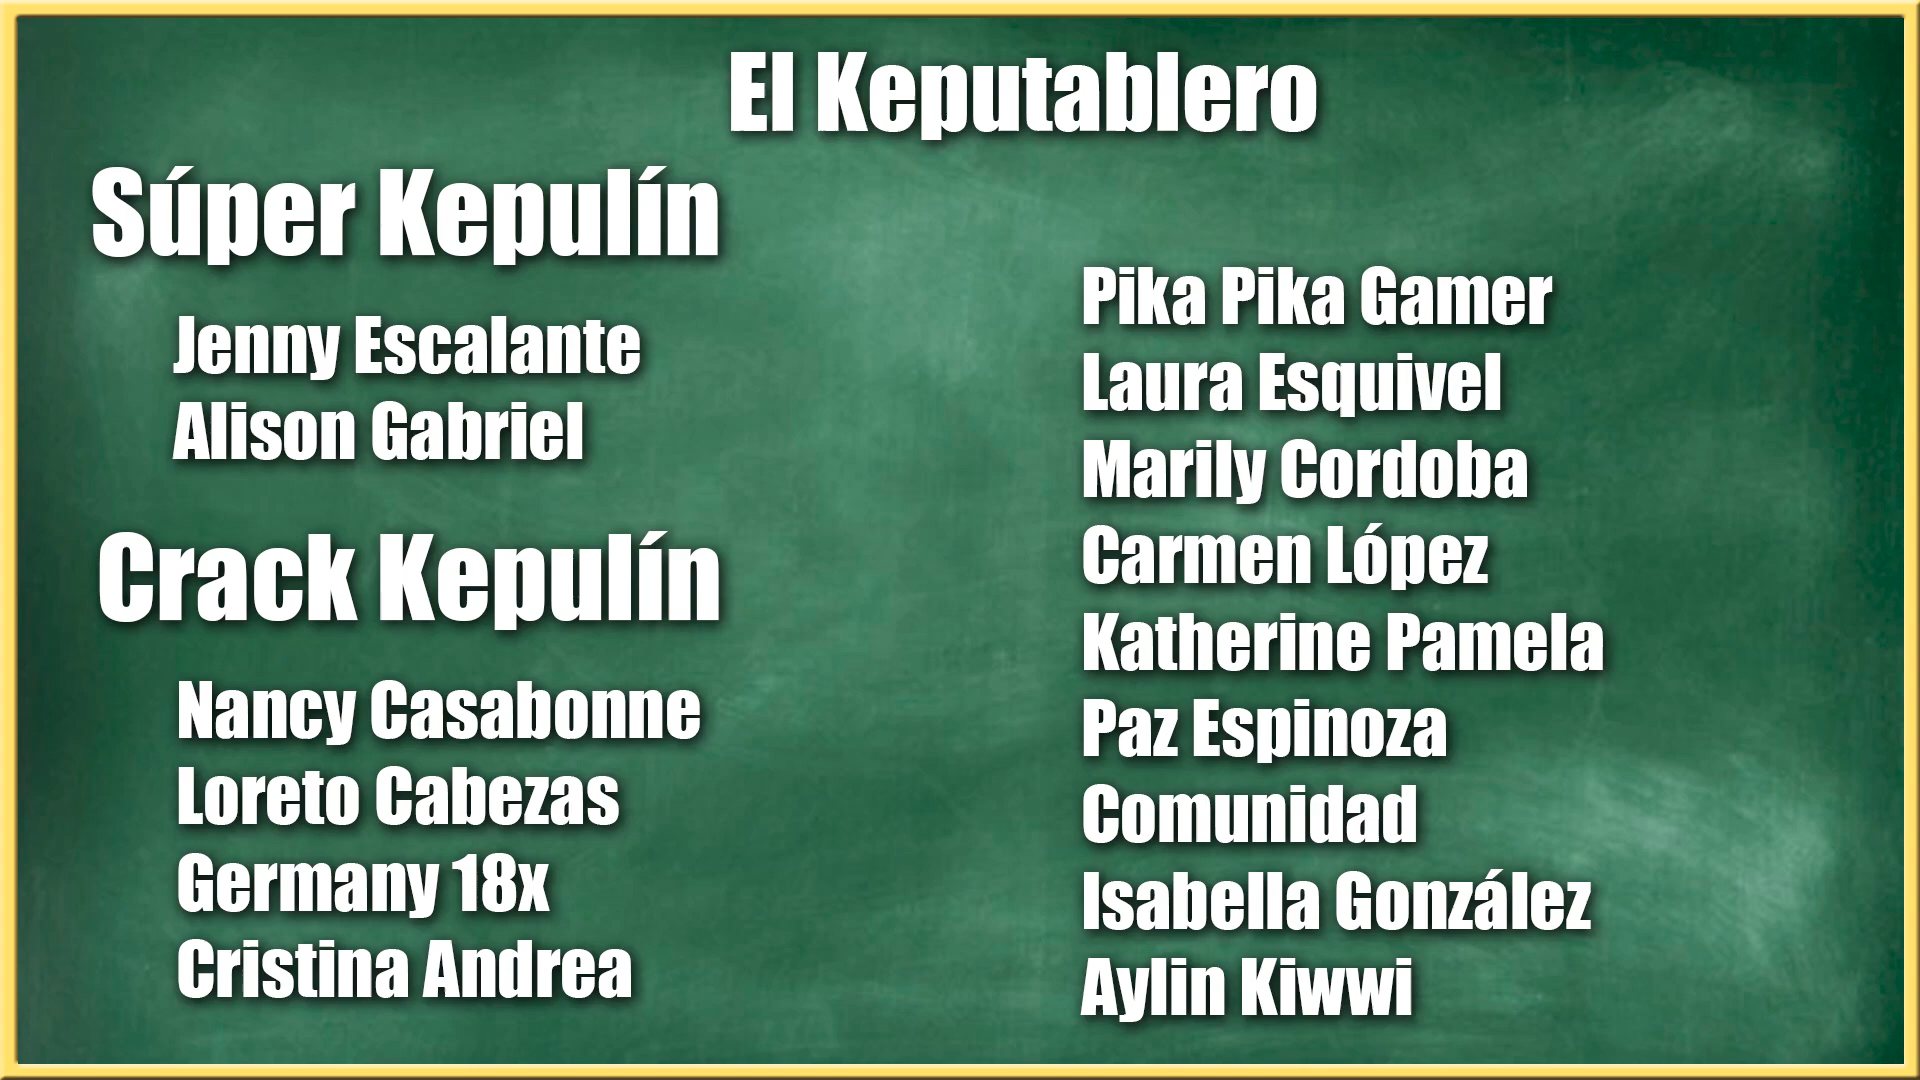 El Keputablero
Súper Kepulín
Jenny Escalante
Alison Gabriel
Crack Kepulín
Nancy Casabonne
Loreto Cabezas
Germany 18x
Cristina Andrea
Pika Pika Gamer
Laura Esquivel
Marily Cordoba
Carmen López
Katherine Pamela
Paz Espinoza
Comunidad
Isabella González
Aylin Kiwwi